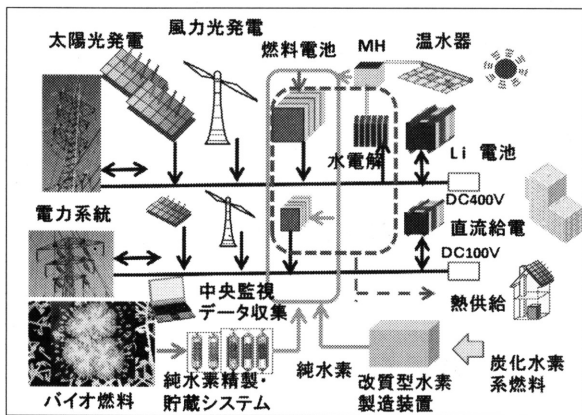 太陽光発電
風力光発電
燃料電池
MH
温水器
水電解
Li 電池
DC400V
電力系統
直流給電
DC100V
中央監視
データ収集
熱供給
バイオ燃料
純水素精製・
貯蔵システム
純水素
改質型水素
製造装置
炭化水素
系燃料